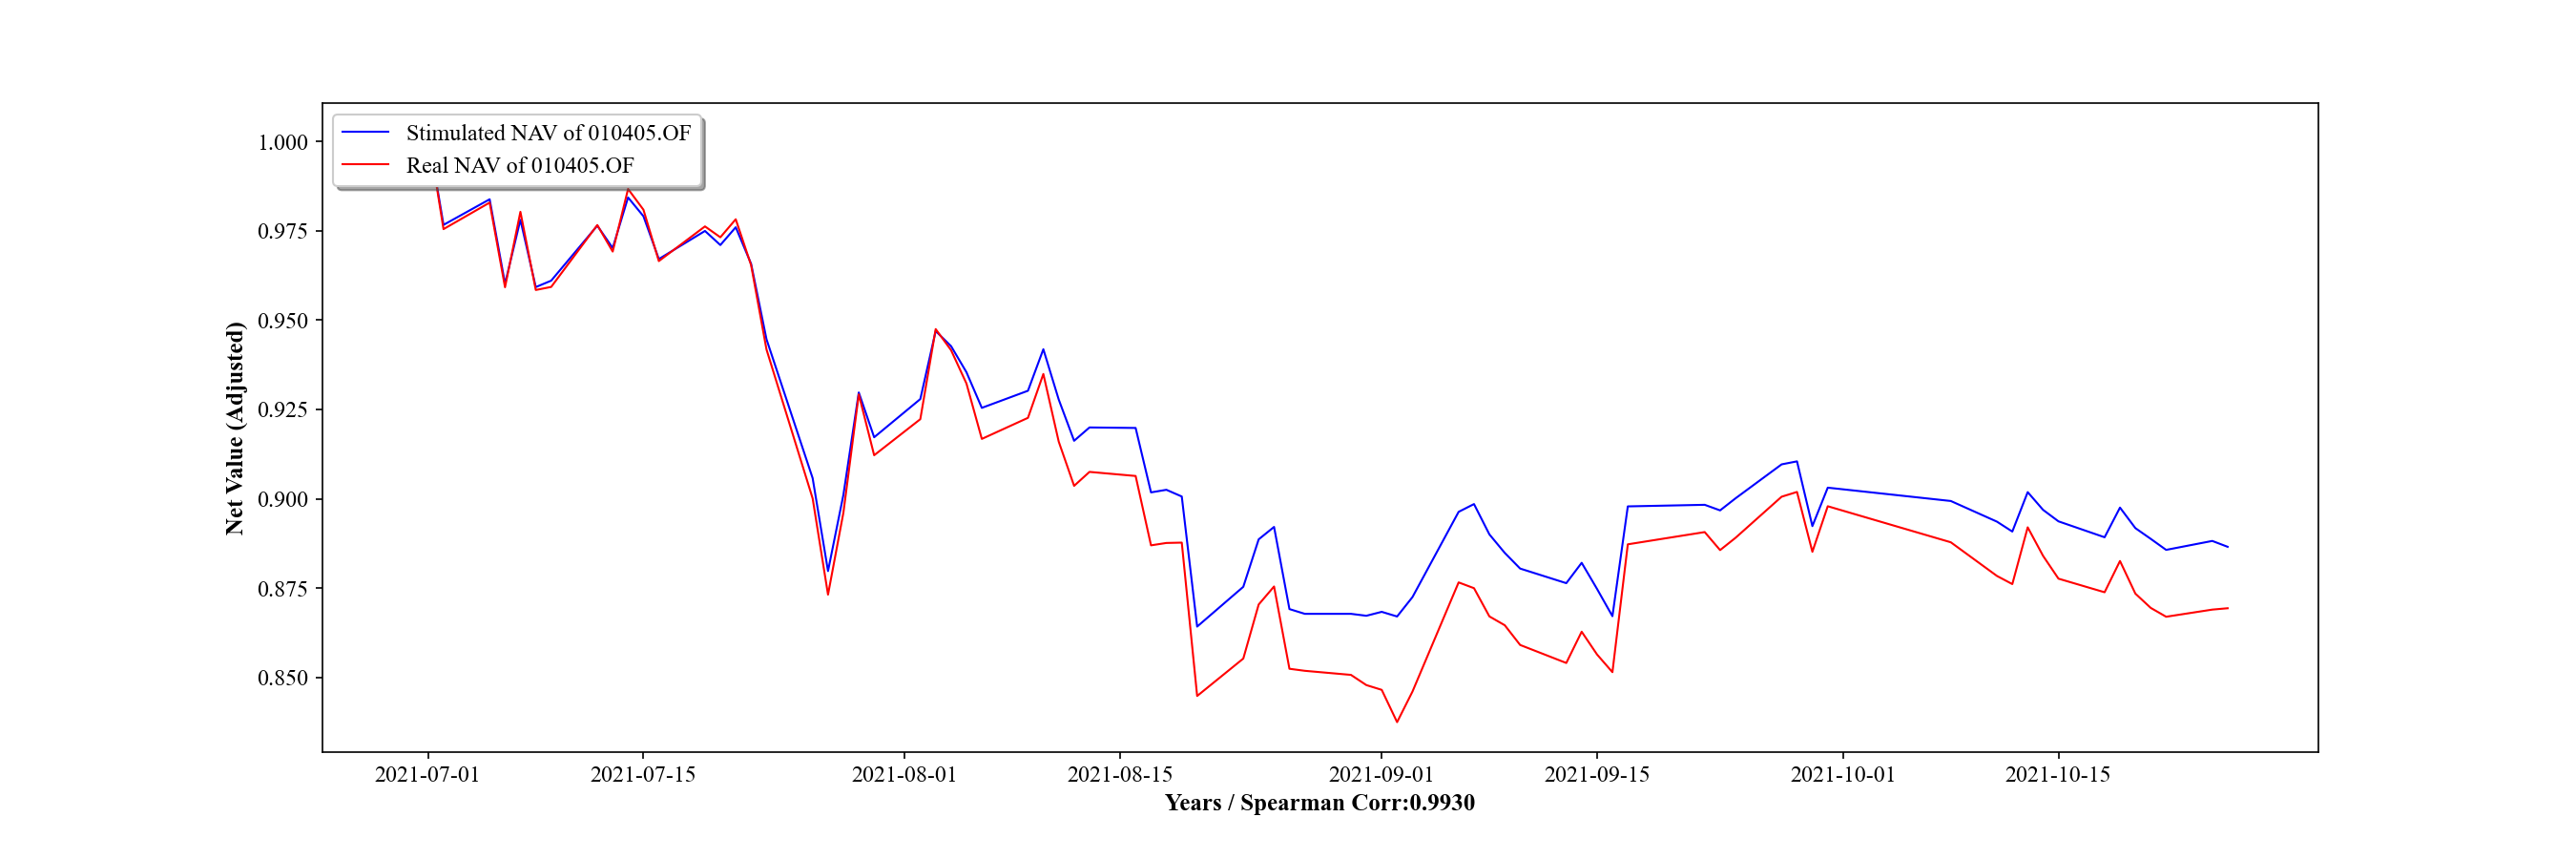 Stimulated NAV of 010405.OF
Real NAV of 010405.OF
1.000
0.975
0.950
0.925
0.900
0.875
0.850
Net Value (Adjusted)
2021-07-01 2021-07-15 2021-08-01 2021-08-15 2021-09-01 2021-09-15 2021-10-01 2021-10-15
Years / Spearman Corr:0.9930